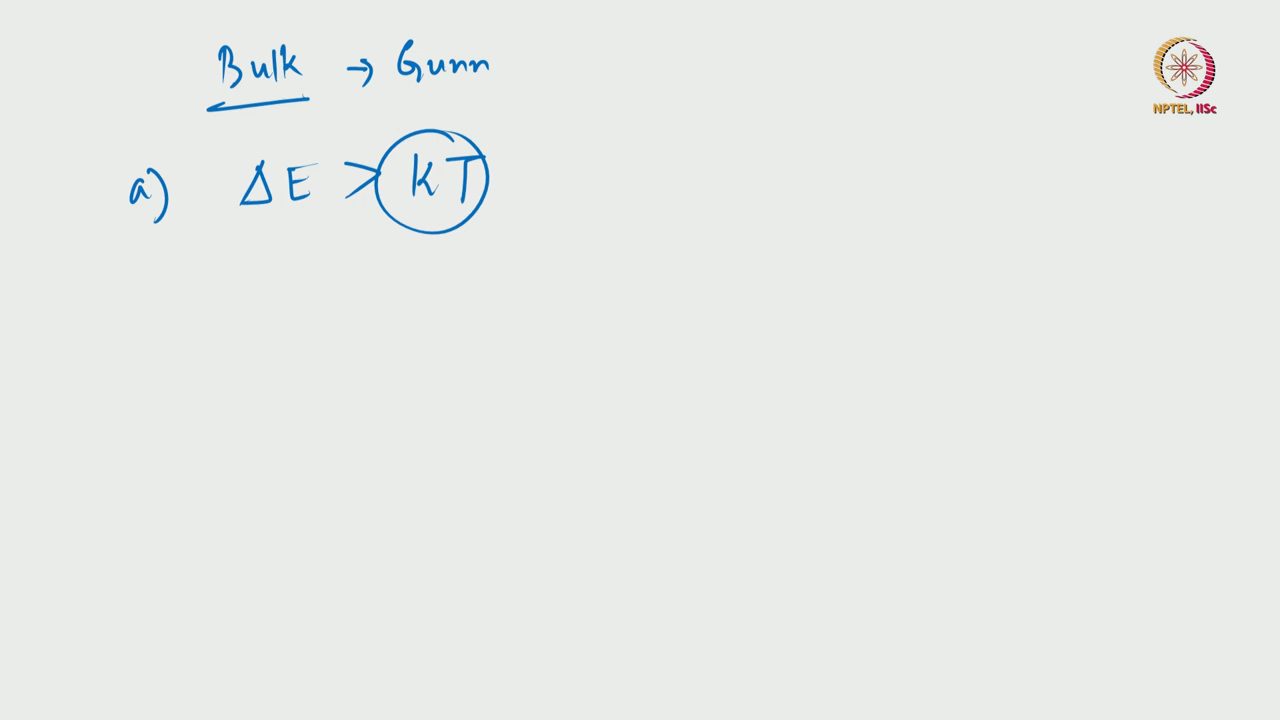 Bulk → Gunn
a) ΔE > KT
NPTEL, IISc